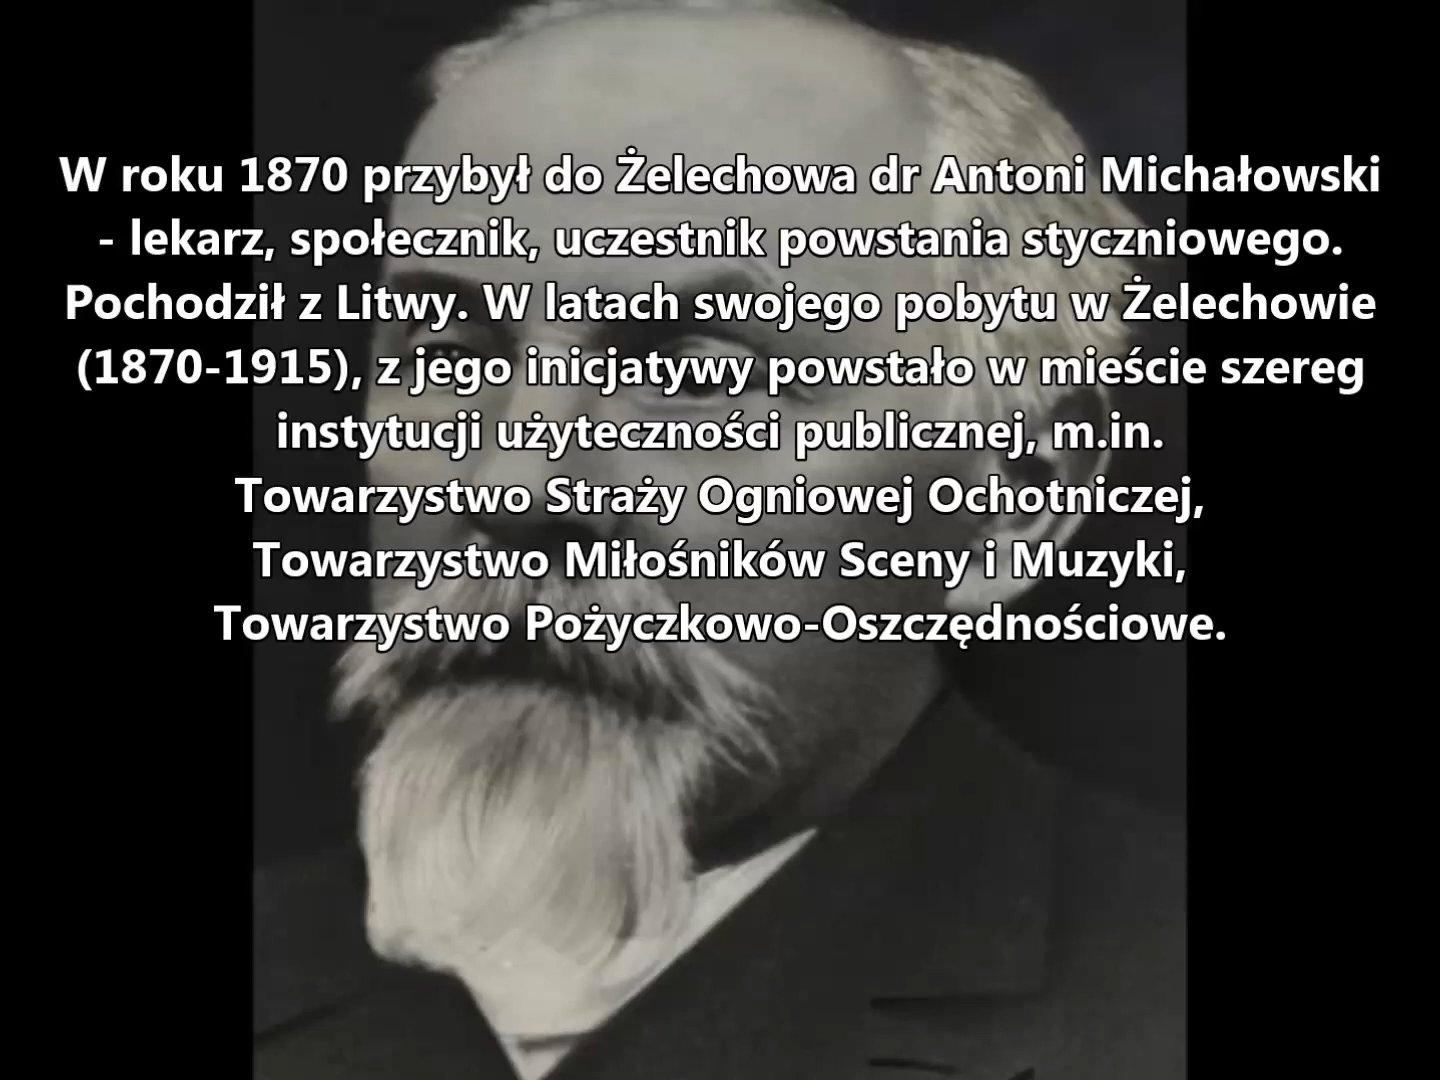 W roku 1870 przybył do Żelechowa dr Antoni Michałowski
- lekarz, społecznik, uczestnik powstania styczniowego.
Pochodził z Litwy. W latach swojego pobytu w Żelechowie
(1870-1915), z jego inicjatywy powstało w mieście szereg
instytucji użyteczności publicznej, m.in.
Towarzystwo Straży Ogniowej Ochotniczej,
Towarzystwo Miłośników Sceny i Muzyki,
Towarzystwo Pożyczkowo-Oszczędnościowe.